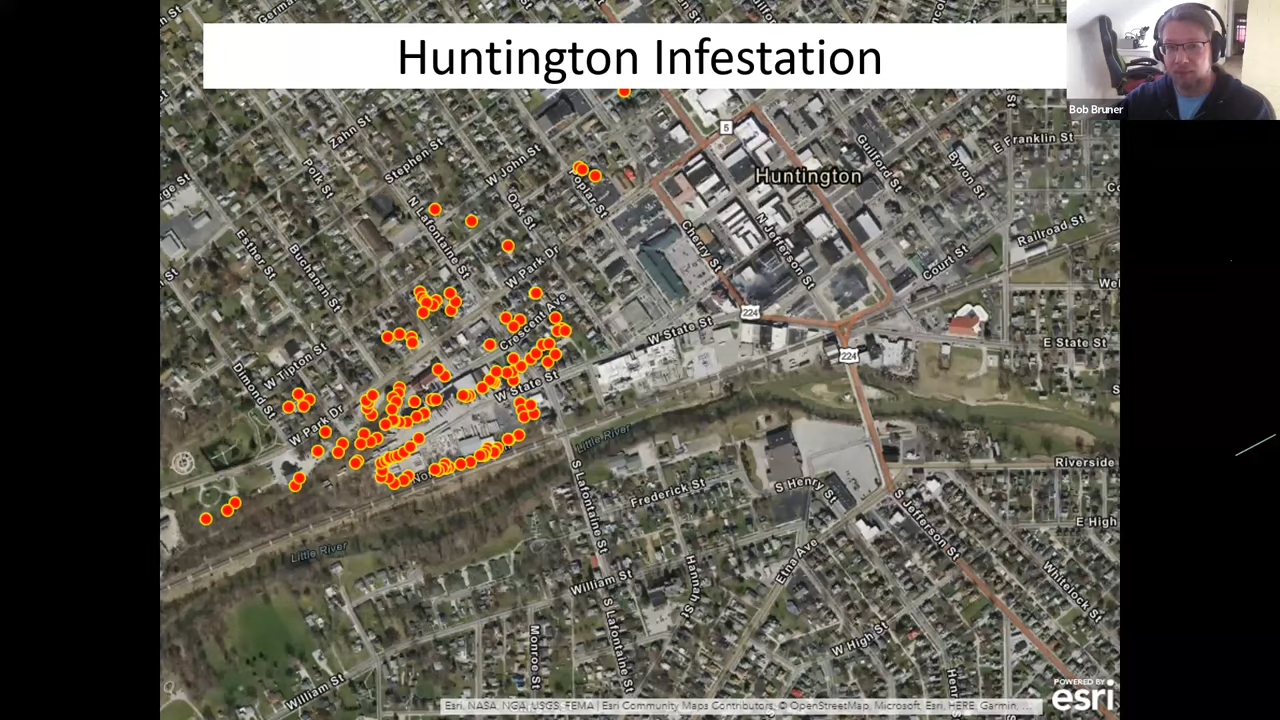 Huntington Infestation
Bob Bruner
Zahn St
Stephen St
W John St
Polk St
Oak St
N Lafontaine St
Esther St
Buchanan St
W Park Dr
Crescent Ave
W Tipton St
Dimond St
W Park Dr
5
Huntington
Cherry St
N Jefferson St
Guilford St
Byron St
E Franklin St
Railroad St
Court St
224
W State St
224
E State St
W State St
Little River
Little River
Riverside
S Henry St
Frederick St
S Lafontaine St
S Jefferson St
E High
Etna Ave
Hannah St
William St
S Lafontaine St
Whitelock St
W High St
Monroe St
William St
POWERED BY
esri
Esri, NASA, NGA, USGS, FEMA | Esri Community Maps Contributors, © OpenStreetMap, Microsoft, Esri, HERE, Garmin, ...